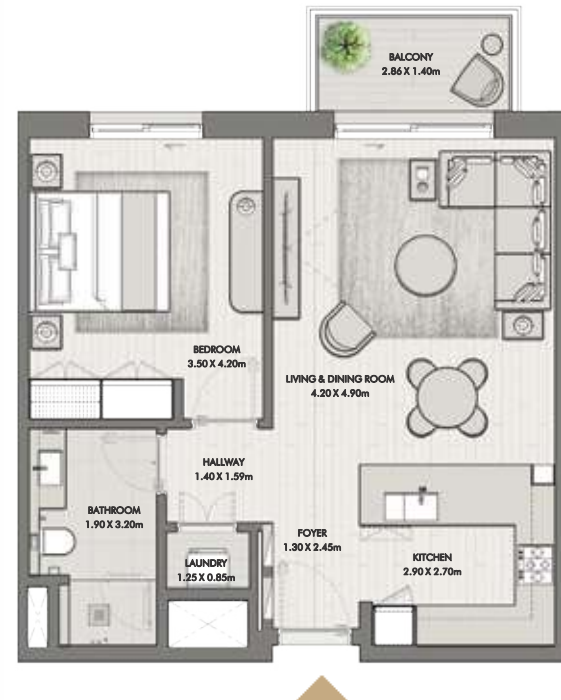 BALCONY
2.86 X 1.40m
BEDROOM
3.50 X 4.20m
LIVING & DINING ROOM
4.20 X 4.90m
HALLWAY
1.40 X 1.59m
BATHROOM
1.90 X 3.20m
FOYER
1.30 X 2.45m
LAUNDRY
1.25 X 0.85m
KITCHEN
2.90 X 2.70m